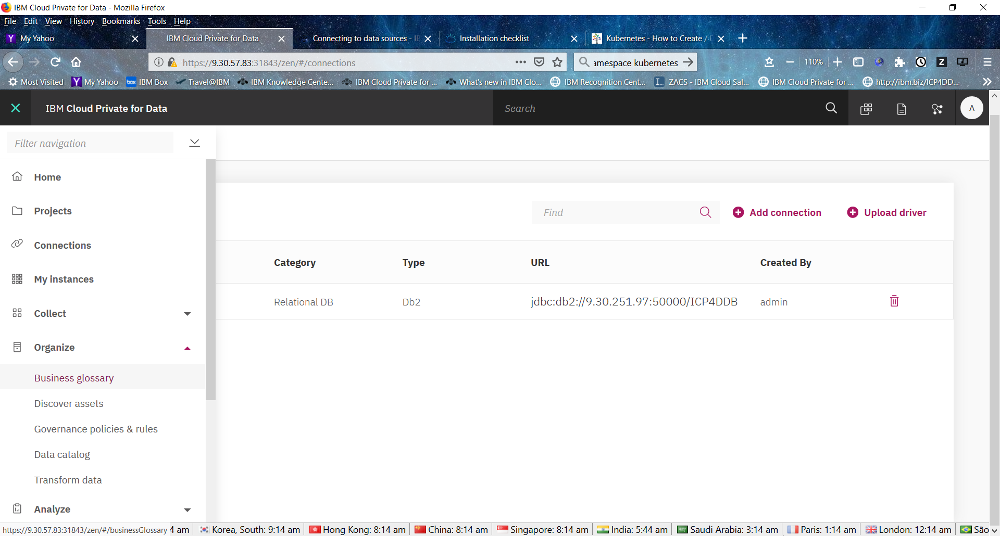 IBM Cloud Private for Data - Mozilla Firefox
File Edit View History Bookmarks Tools Help
My Yahoo
IBM Cloud Private for Data
Connecting to data sources - IB
Installation checklist
Kubernetes - How to Create /
https://9.30.57.83:31843/zen/#/connections
amespace kubernetes
110%
Most Visited
My Yahoo
box IBM Box
Travel@IBM
IBM Knowledge Cente...
IBM Cloud Private for ...
What's new in IBM Clo...
IBM Recognition Cent...
ZACS - IBM Cloud Sal...
IBM Cloud Private for ...
http://ibm.biz/ICP4DD...
IBM Cloud Private for Data
Search
A
Filter navigation
Home
Projects
Connections
My instances
Collect
Organize
Business glossary
Discover assets
Governance policies & rules
Data catalog
Transform data
Analyze
Find
Add connection
Upload driver
Category Type URL Created By
Relational DB Db2 jdbc:db2://9.30.251.97:50000/ICP4DDB admin
https://9.30.57.83:31843/zen/#/businessGlossary
4 am
Korea, South: 9:14 am
Hong Kong: 8:14 am
China: 8:14 am
Singapore: 8:14 am
India: 5:44 am
Saudi Arabia: 3:14 am
Paris: 1:14 am
London: 12:14 am
São